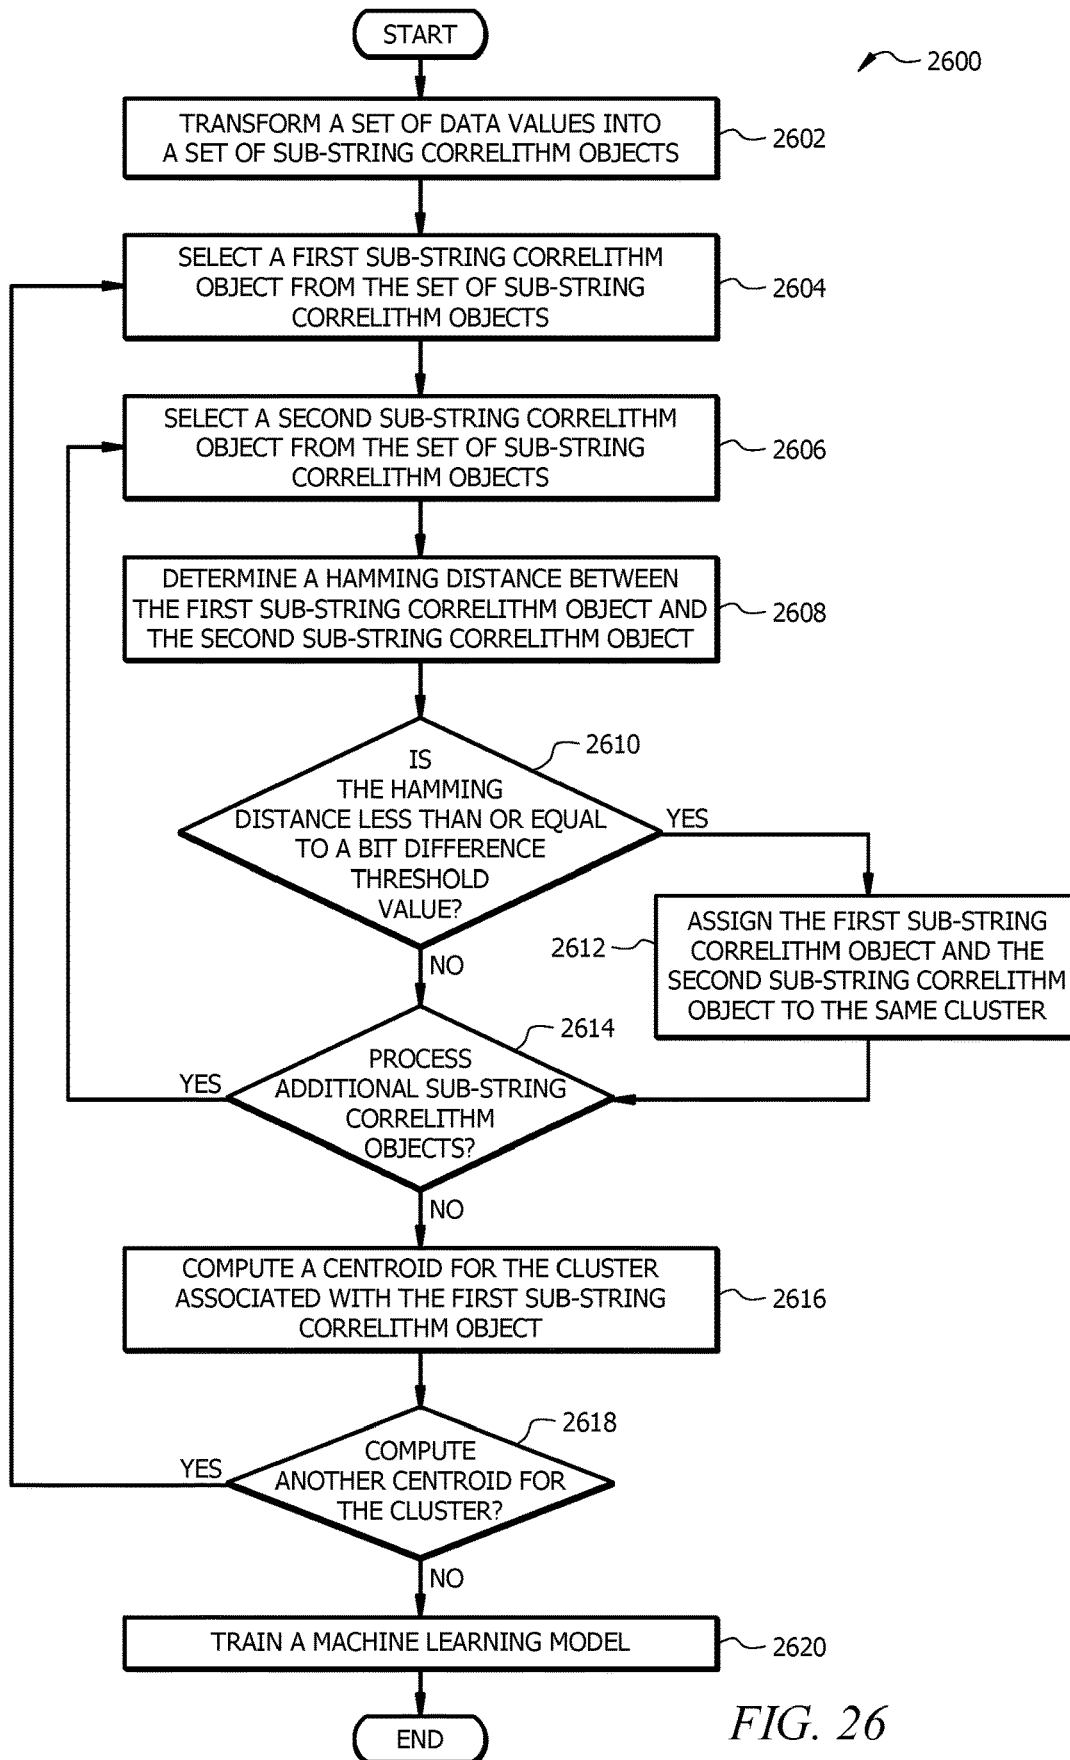 START
2600
TRANSFORM A SET OF DATA VALUES INTO
A SET OF SUB-STRING CORRELITHM OBJECTS
2602
SELECT A FIRST SUB-STRING CORRELITHM
OBJECT FROM THE SET OF SUB-STRING
CORRELITHM OBJECTS
2604
SELECT A SECOND SUB-STRING CORRELITHM
OBJECT FROM THE SET OF SUB-STRING
CORRELITHM OBJECTS
2606
DETERMINE A HAMMING DISTANCE BETWEEN
THE FIRST SUB-STRING CORRELITHM OBJECT AND
THE SECOND SUB-STRING CORRELITHM OBJECT
2608
IS
THE HAMMING
DISTANCE LESS THAN OR EQUAL
TO A BIT DIFFERENCE
THRESHOLD
VALUE?
2610
YES
NO
ASSIGN THE FIRST SUB-STRING
CORRELITHM OBJECT AND THE
SECOND SUB-STRING CORRELITHM
OBJECT TO THE SAME CLUSTER
2612
PROCESS
ADDITIONAL SUB-STRING
CORRELITHM
OBJECTS?
2614
YES
NO
COMPUTE A CENTROID FOR THE CLUSTER
ASSOCIATED WITH THE FIRST SUB-STRING
CORRELITHM OBJECT
2616
COMPUTE
ANOTHER CENTROID FOR
THE CLUSTER?
2618
YES
NO
TRAIN A MACHINE LEARNING MODEL
2620
END
FIG. 26